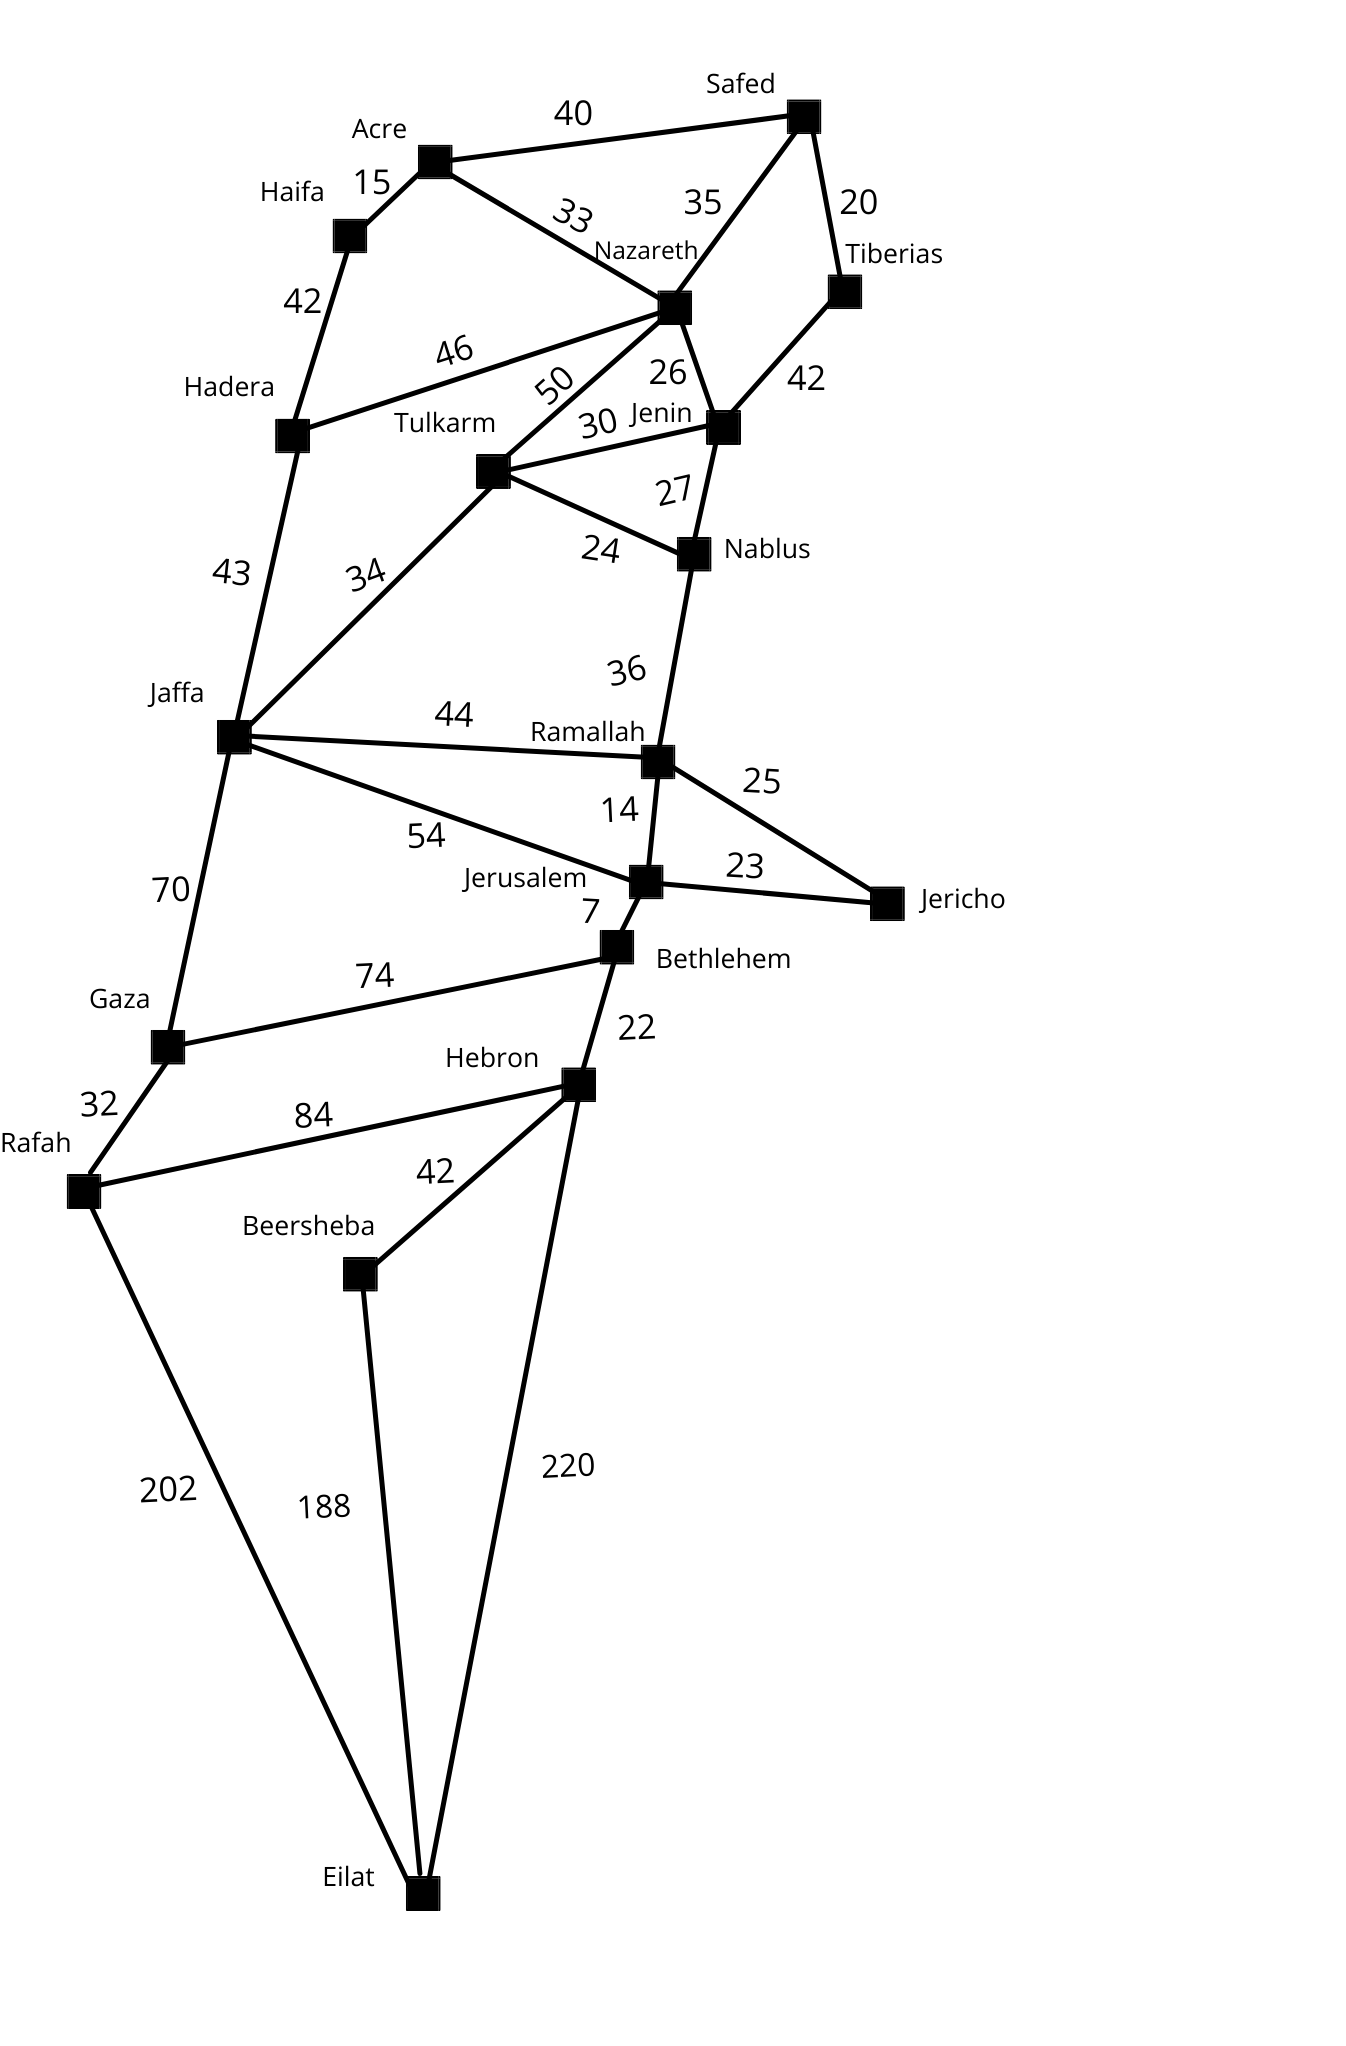 Safed
40
Acre
15
Haifa
35
20
33
Nazareth
Tiberias
42
46
50
26
42
Hadera
Tulkarm
30
Jenin
27
24
Nablus
43
34
36
Jaffa
44
Ramallah
25
14
54
23
Jerusalem
70
7
Jericho
Bethlehem
74
Gaza
22
Hebron
32
84
Rafah
42
Beersheba
220
202
188
Eilat